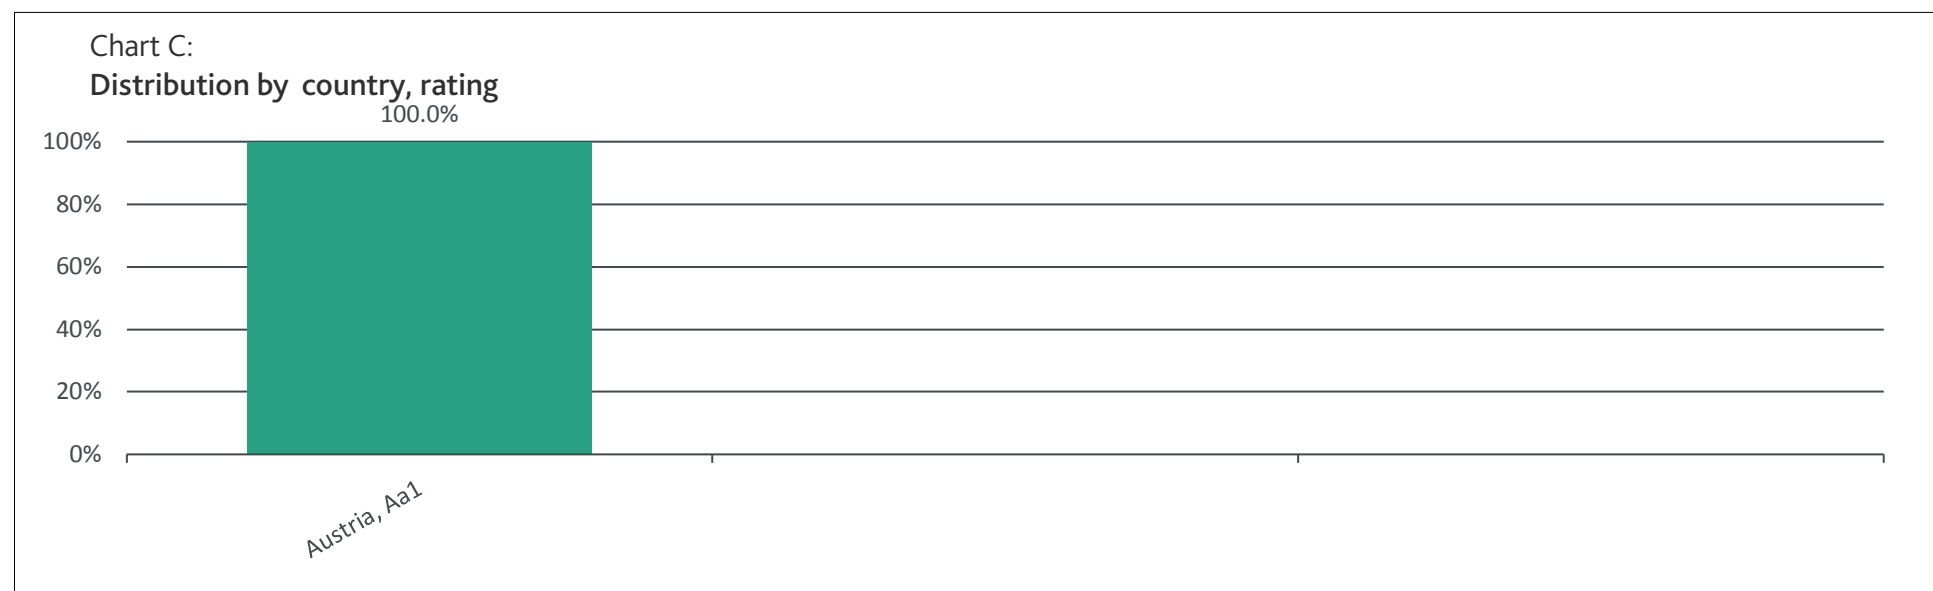 Chart C:
Distribution by  country, rating
100.0%
100%
80%
60%
40%
20%
0%
Austria, Aa1